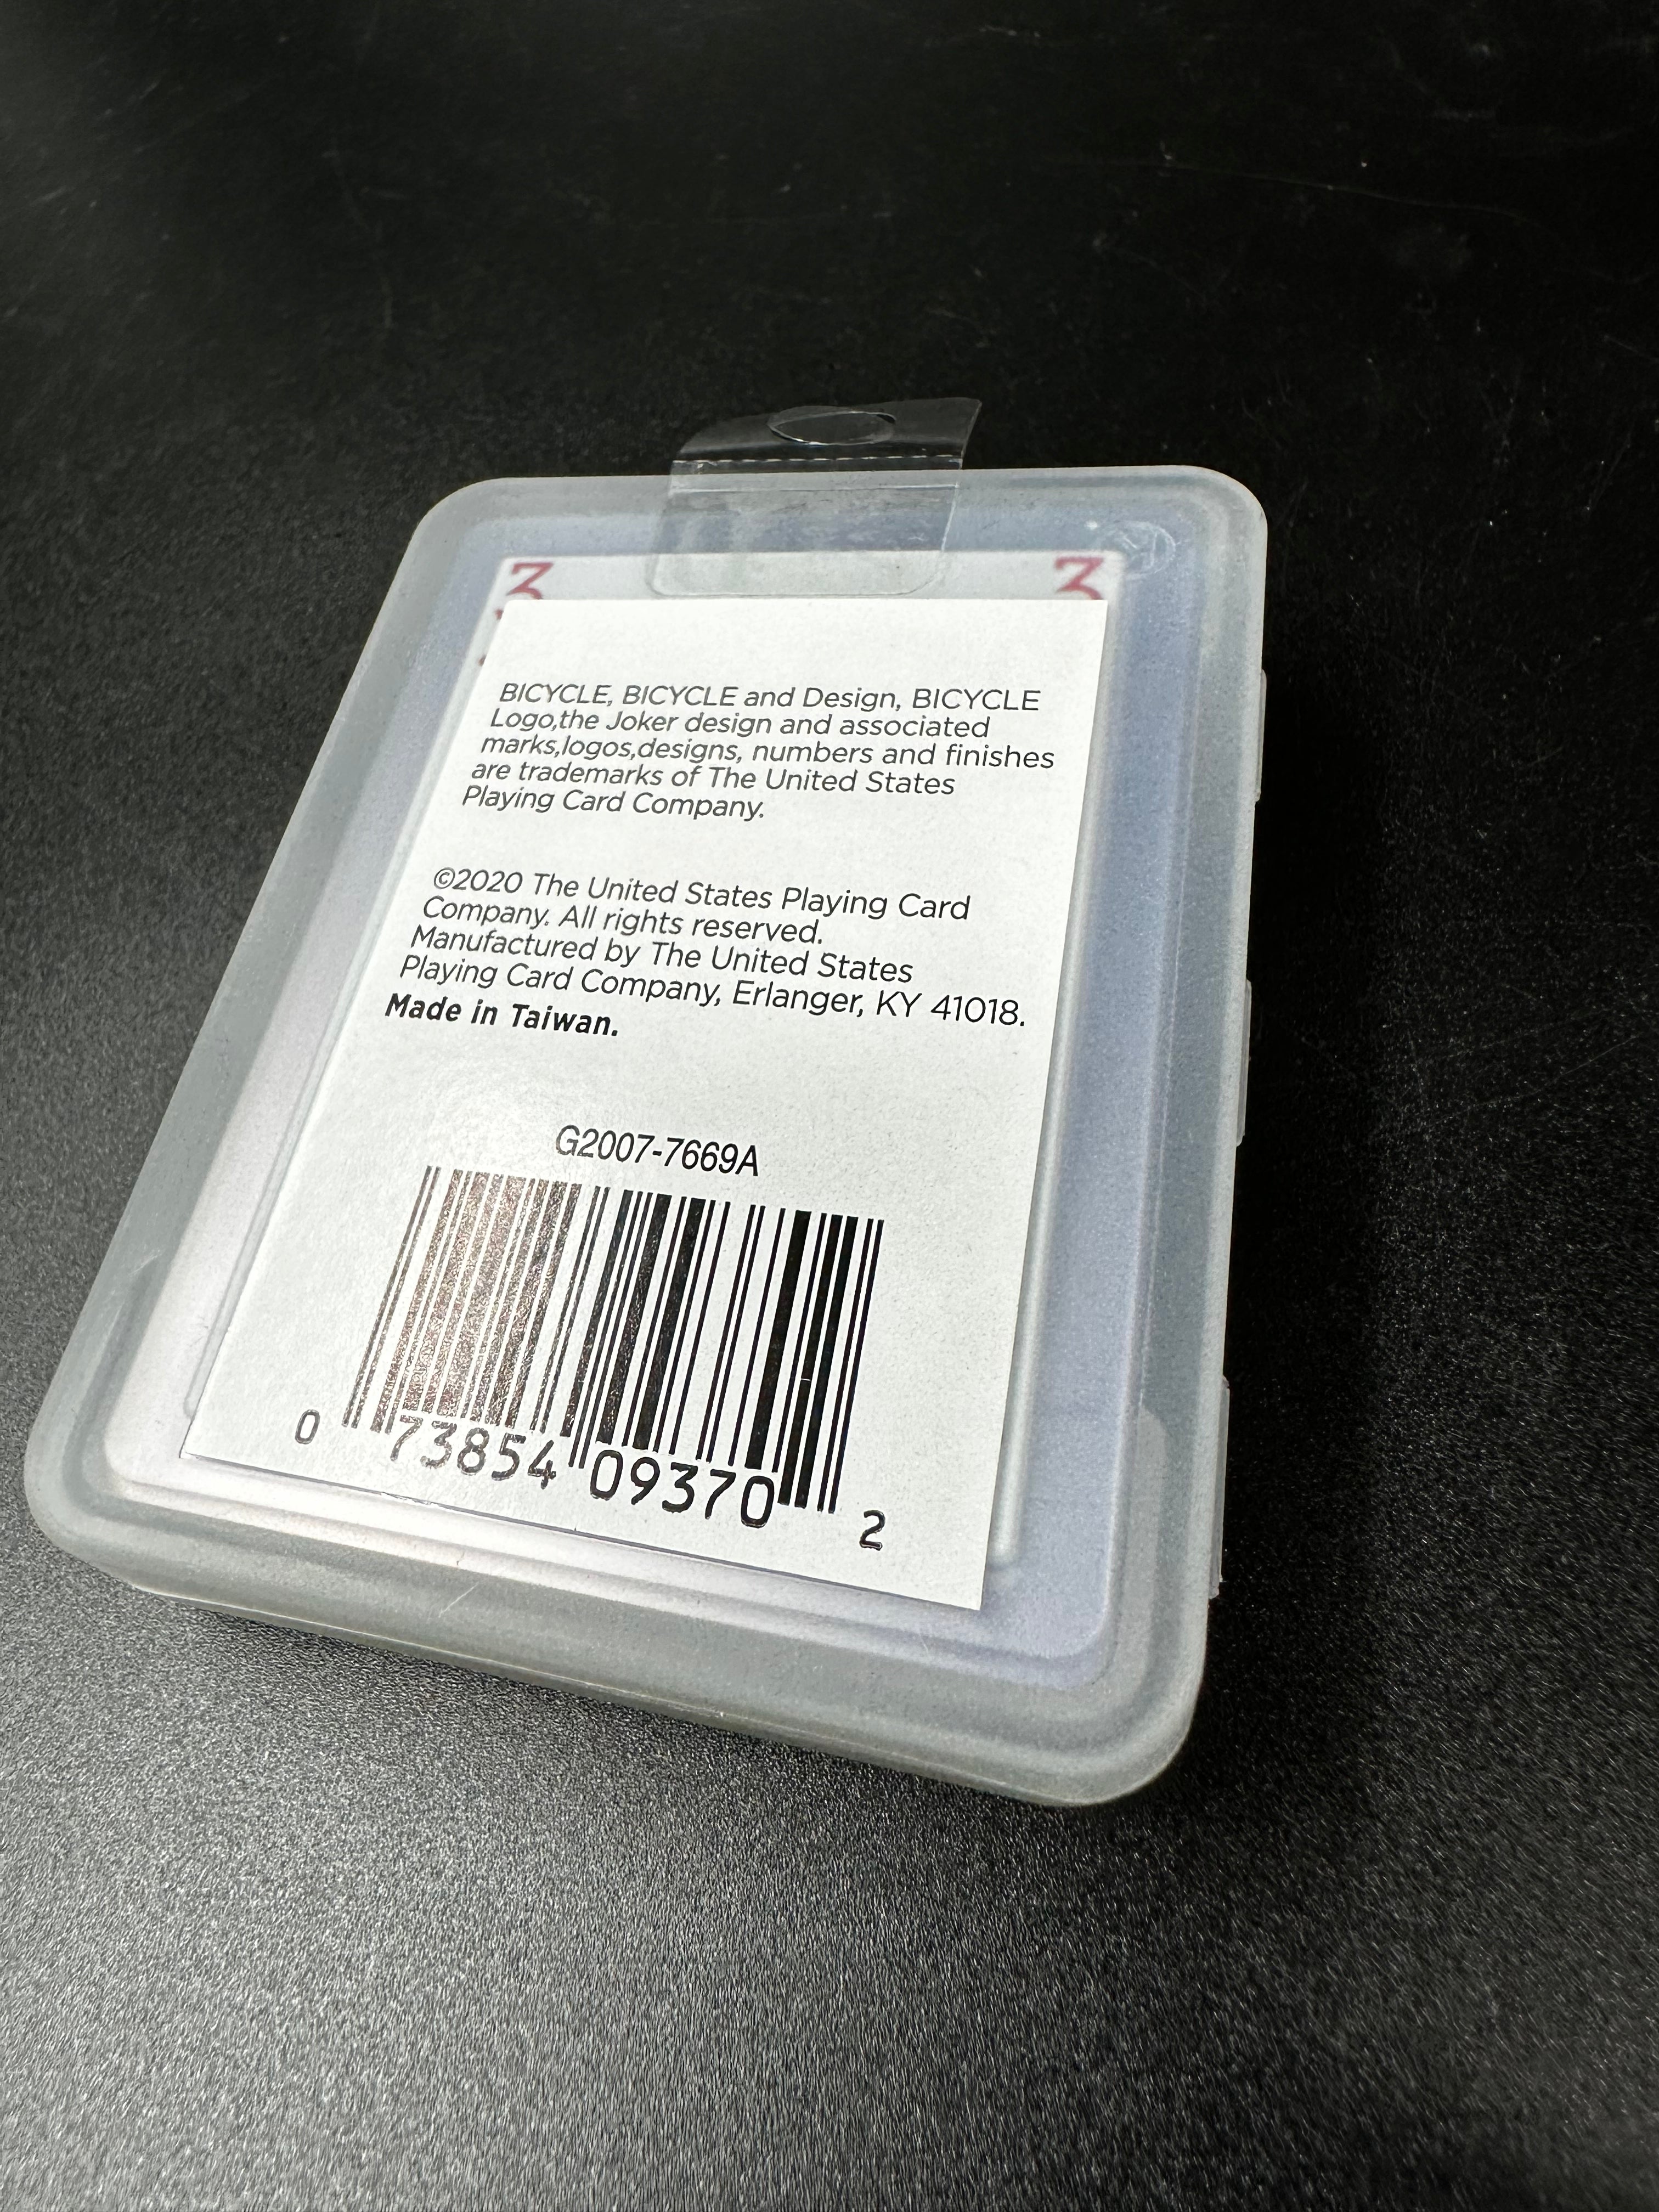 3 3
BICYCLE, BICYCLE and Design, BICYCLE
Logo,the Joker design and associated
marks,logos,designs, numbers and finishes
are trademarks of The United States
Playing Card Company.
©2020 The United States Playing Card
Company. All rights reserved.
Manufactured by The United States
Playing Card Company, Erlanger, KY 41018.
Made in Taiwan.
G2007-7669A
0 73854 09370 2